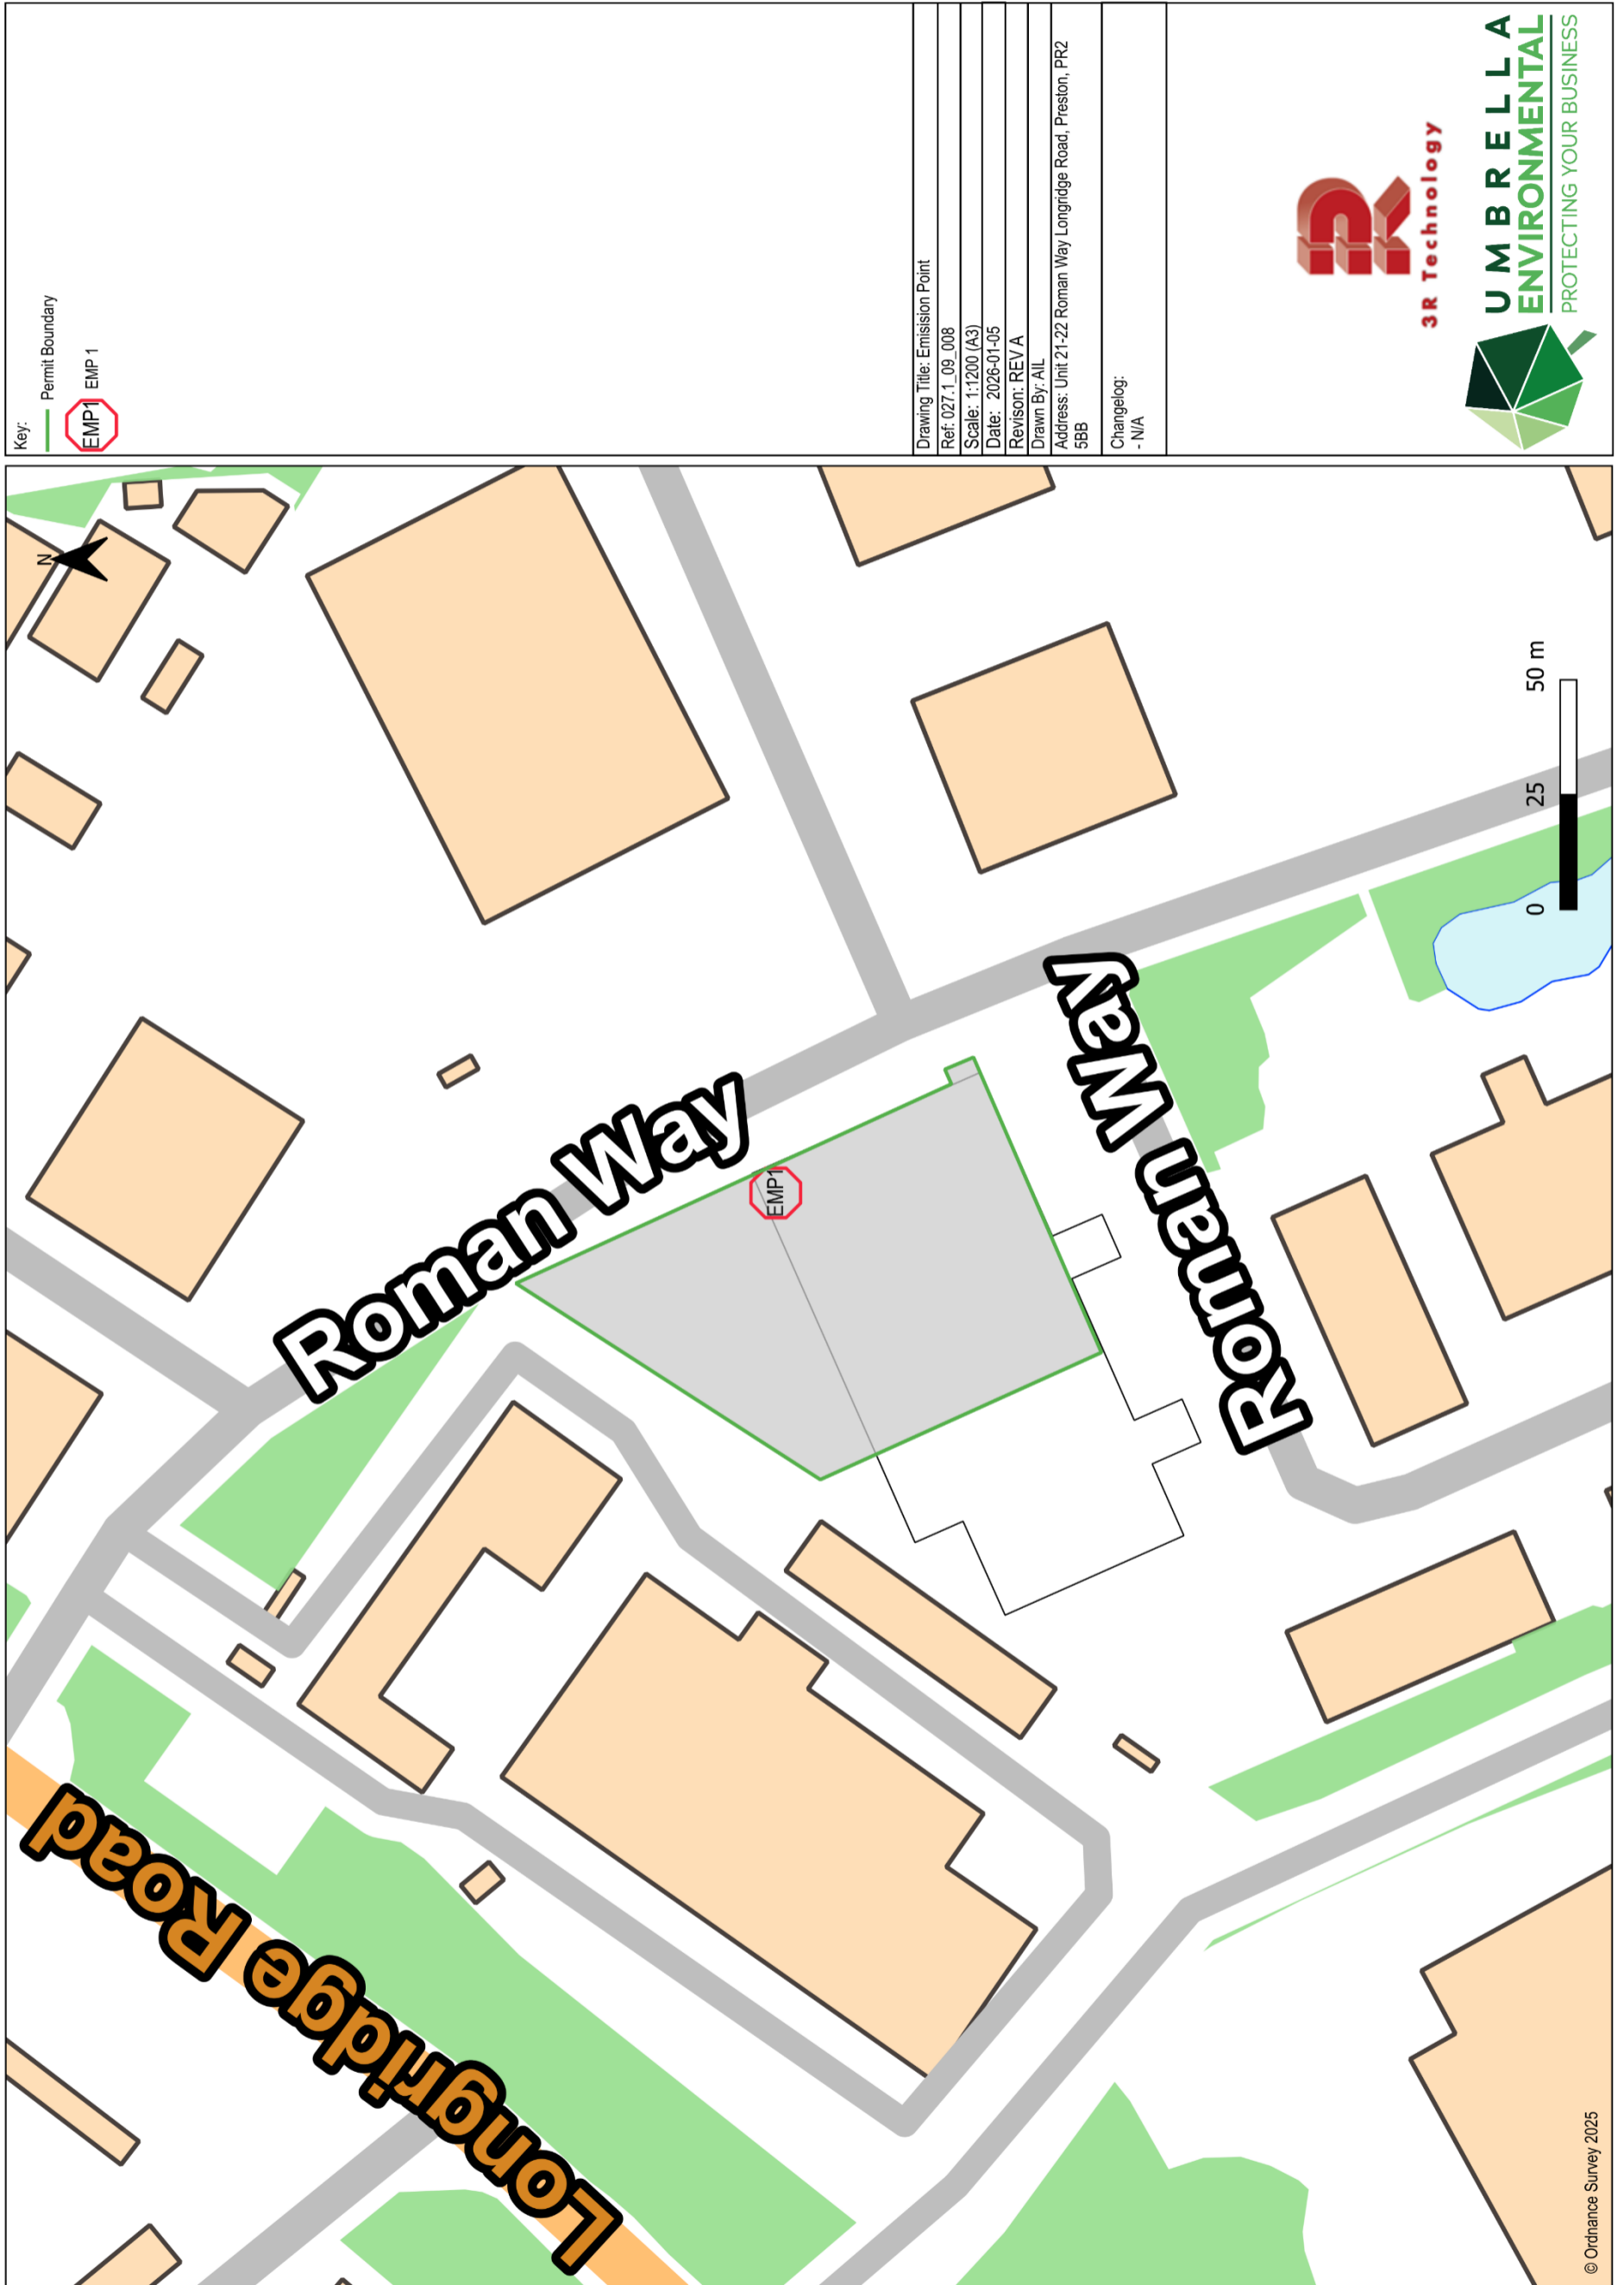 Key:
Permit Boundary
EMP1 EMP 1
Drawing Title: Emisision Point
Ref: 027.1_09_008
Scale: 1:1200 (A3)
Date: 2026-01-05
Revison: REV A
Drawn By: AIL
Address: Unit 21-22 Roman Way Longridge Road, Preston, PR2
5BB
Changelog:
- N/A
3R
3R Technology
UMBRELLA
ENVIRONMENTAL
PROTECTING YOUR BUSINESS
N
Roman Way
EMP1
Roman Way
Longridge Road
0 25 50 m
© Ordnance Survey 2025